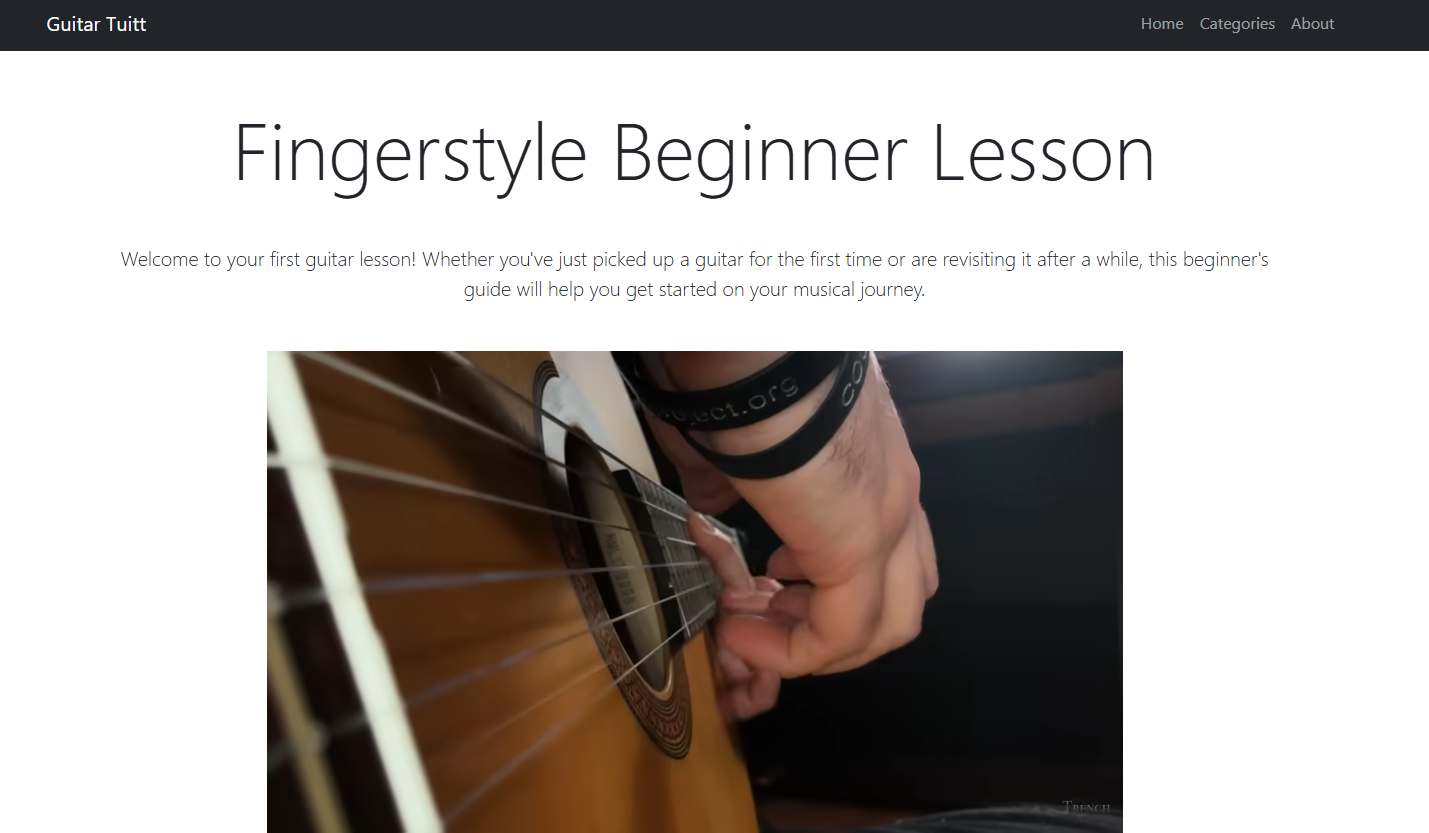 Guitar Tuitt
Home Categories About
Fingerstyle Beginner Lesson
Welcome to your first guitar lesson! Whether you've just picked up a guitar for the first time or are revisiting it after a while, this beginner's
guide will help you get started on your musical journey.
ect.org
TRENCH